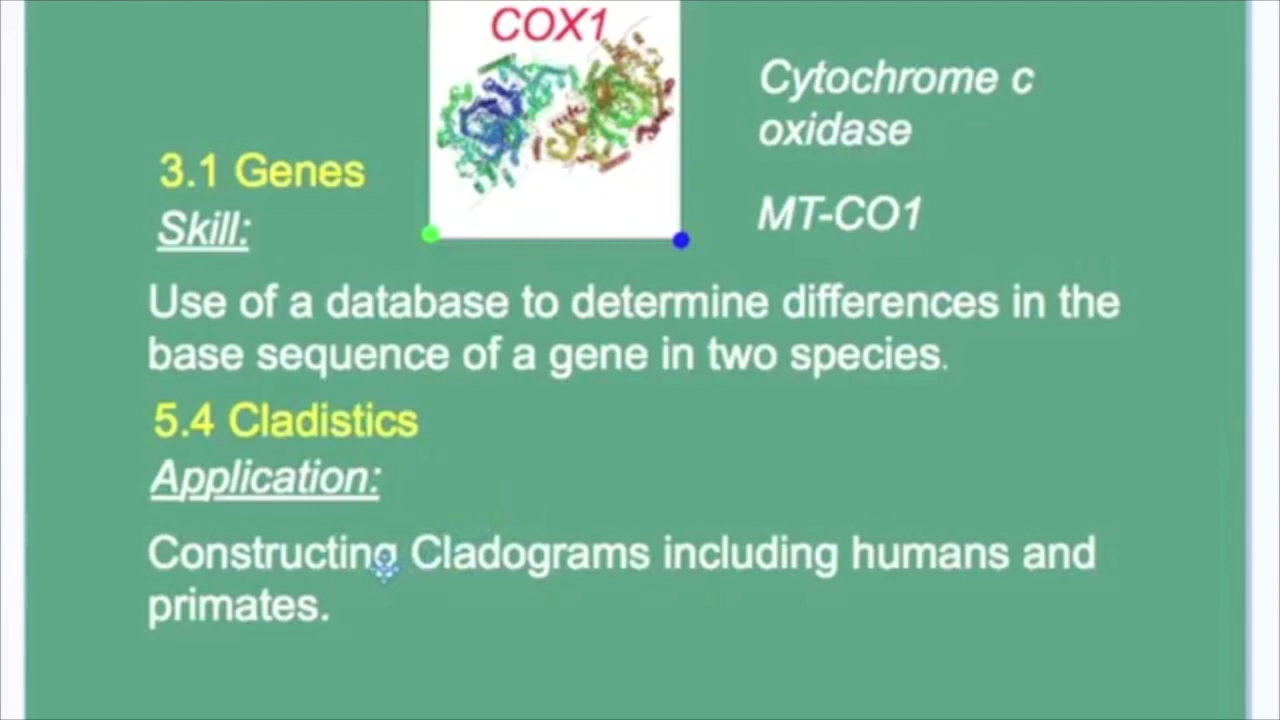 COX1
Cytochrome c
oxidase
MT-CO1
3.1 Genes
Skill:
Use of a database to determine differences in the
base sequence of a gene in two species.
5.4 Cladistics
Application:
Constructing Cladograms including humans and
primates.